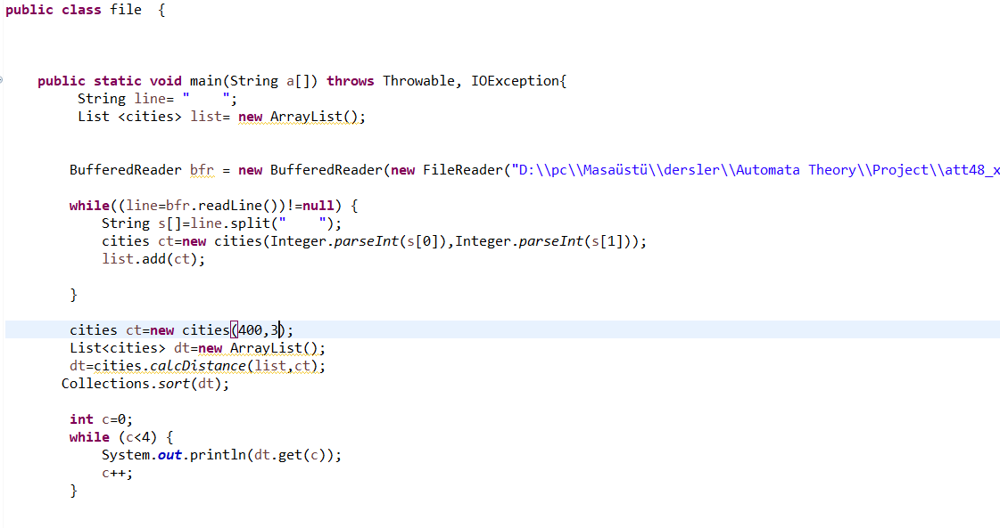 public class file  {
public static void main(String a[]) throws Throwable, IOException{
String line= "    ";
List <cities> list= new ArrayList();
BufferedReader bfr = new BufferedReader(new FileReader("D:\\pc\\Masaüstü\\dersler\\Automata Theory\\Project\\att48_x
while((line=bfr.readLine())!=null) {
String s[]=line.split("    ");
cities ct=new cities(Integer.parseInt(s[0]),Integer.parseInt(s[1]));
list.add(ct);
}
cities ct=new cities(400,3);
List<cities> dt=new ArrayList();
dt=cities.calcDistance(list,ct);
Collections.sort(dt);
int c=0;
while (c<4) {
System.out.println(dt.get(c));
c++;
}